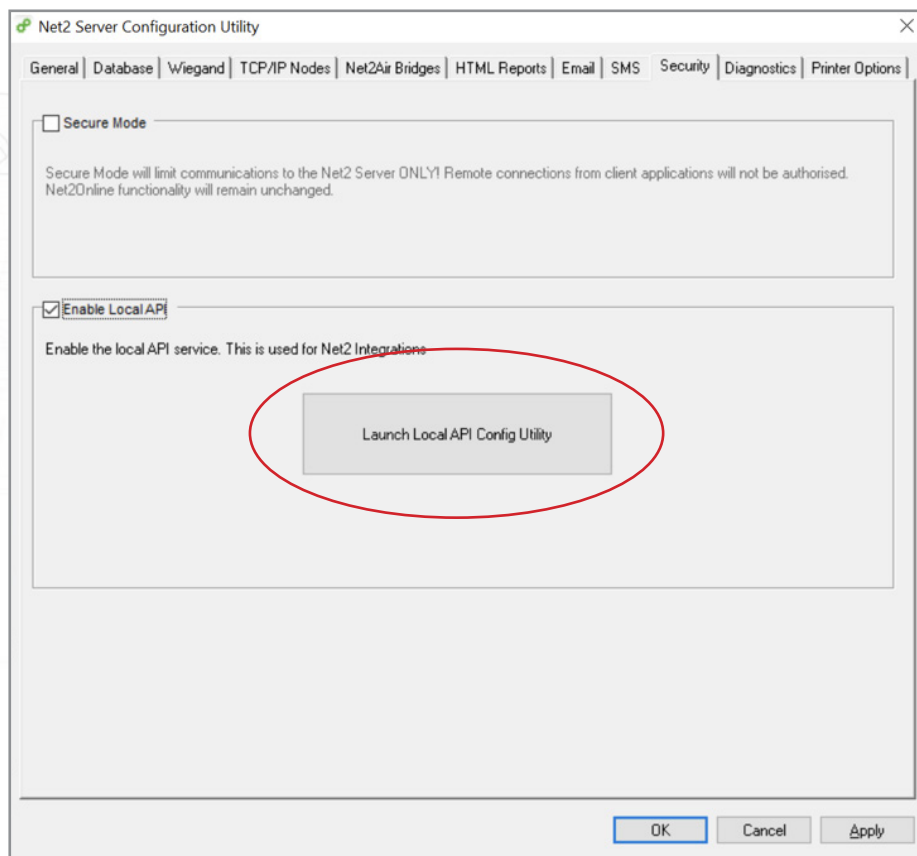 Net2 Server Configuration Utility
General Database Wiegand TCP/IP Nodes Net2Air Bridges HTML Reports Email SMS Security Diagnostics Printer Options
Secure Mode
Secure Mode will limit communications to the Net2 Server ONLY! Remote connections from client applications will not be authorised.
Net2Online functionality will remain unchanged.
Enable Local API
Enable the local API service. This is used for Net2 Integrations
Launch Local API Config Utility
OK Cancel Apply